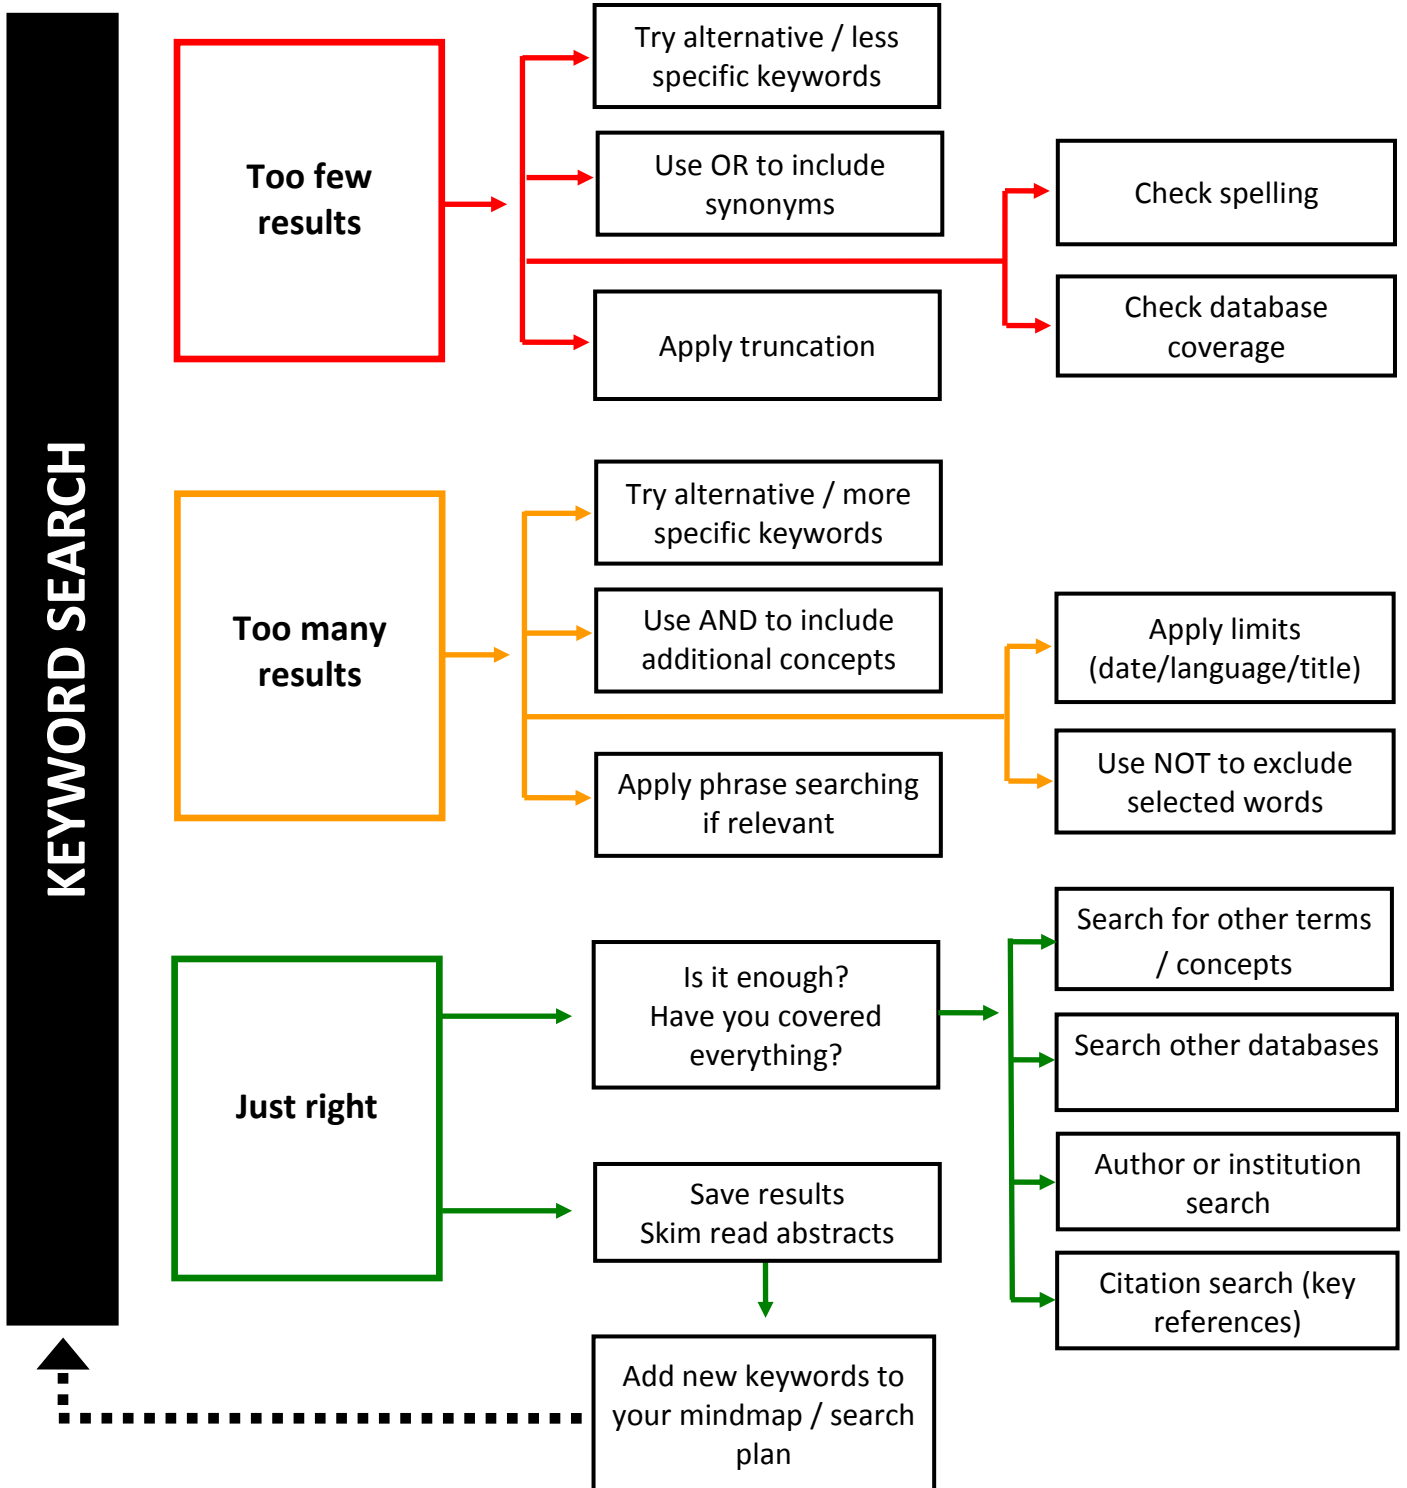 KEYWORD SEARCH
Too few
results
Try alternative / less
specific keywords
Use OR to include
synonyms
Apply truncation
Check spelling
Check database
coverage
Too many
results
Try alternative / more
specific keywords
Use AND to include
additional concepts
Apply phrase searching
if relevant
Apply limits
(date/language/title)
Use NOT to exclude
selected words
Just right
Is it enough?
Have you covered
everything?
Save results
Skim read abstracts
Add new keywords to
your mindmap / search
plan
Search for other terms
/ concepts
Search other databases
Author or institution
search
Citation search (key
references)